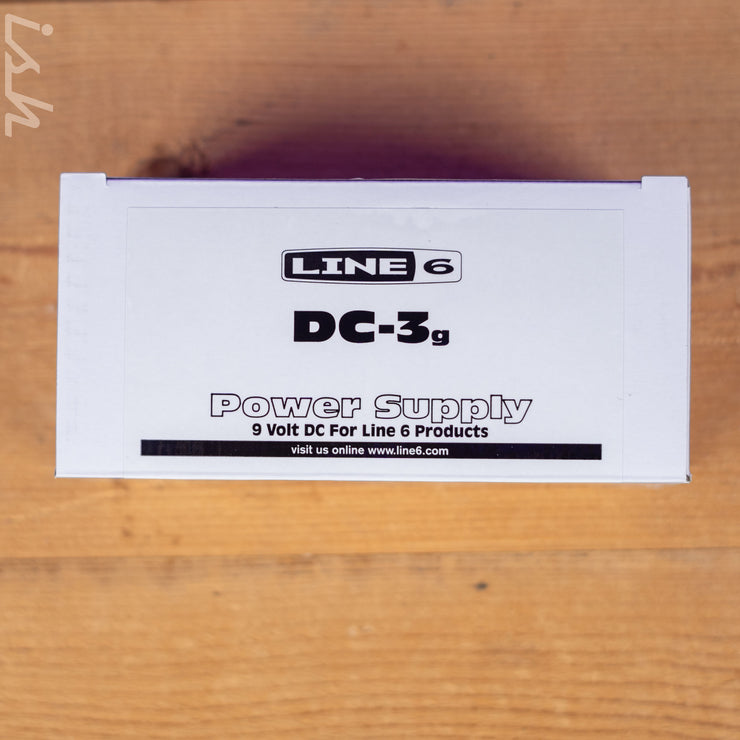 ish
LINE 6
DC-3g
Power Supply
9 Volt DC For Line 6 Products
visit us online www.line6.com